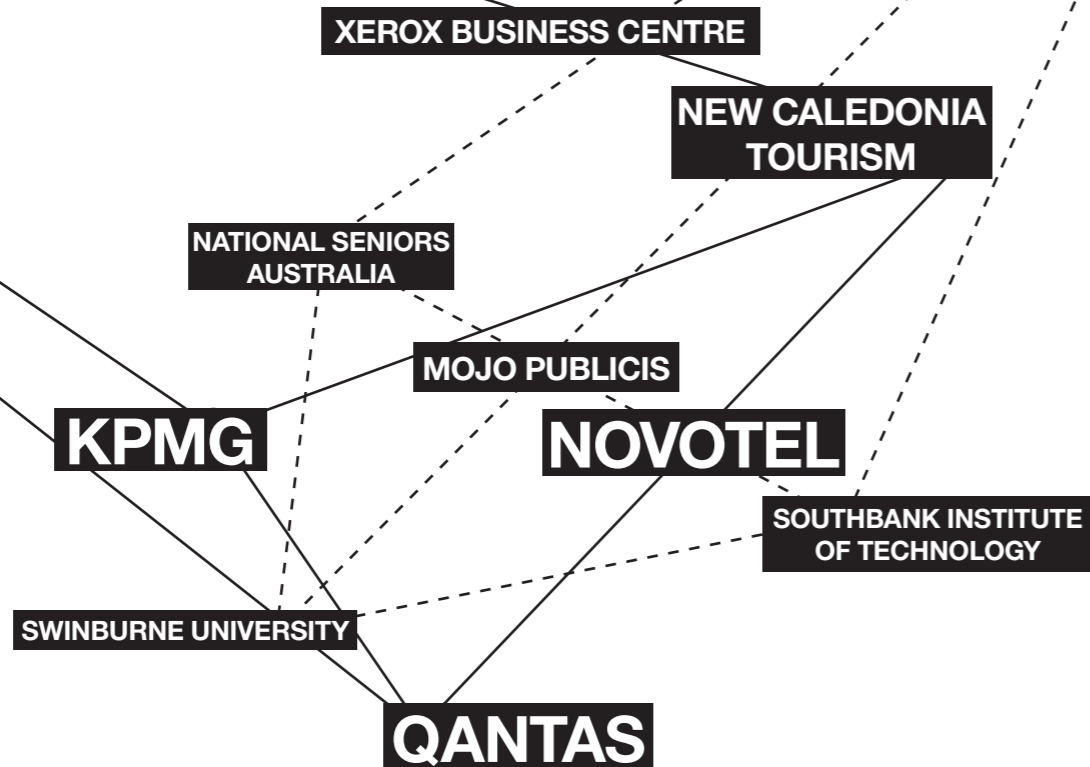 XEROX BUSINESS CENTRE
NEW CALEDONIA
TOURISM
NATIONAL SENIORS
AUSTRALIA
MOJO PUBLICIS
KPMG
NOVOTEL
SOUTHBANK INSTITUTE
OF TECHNOLOGY
SWINBURNE UNIVERSITY
QANTAS